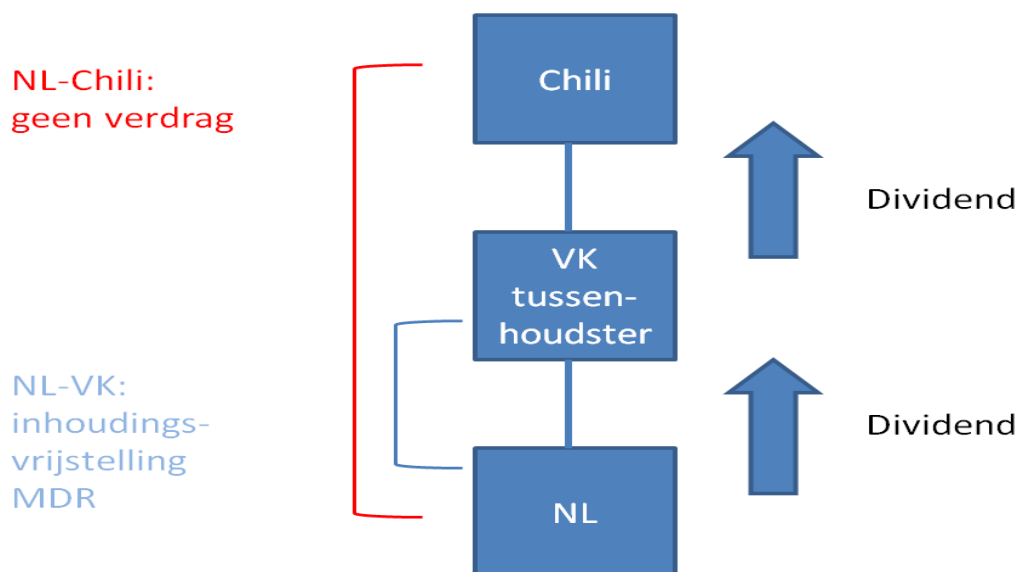 NL-Chili:
geen verdrag
Chili
Dividend
VK
tussen-
houdster
NL-VK:
inhoudings-
vrijstelling
MDR
Dividend
NL